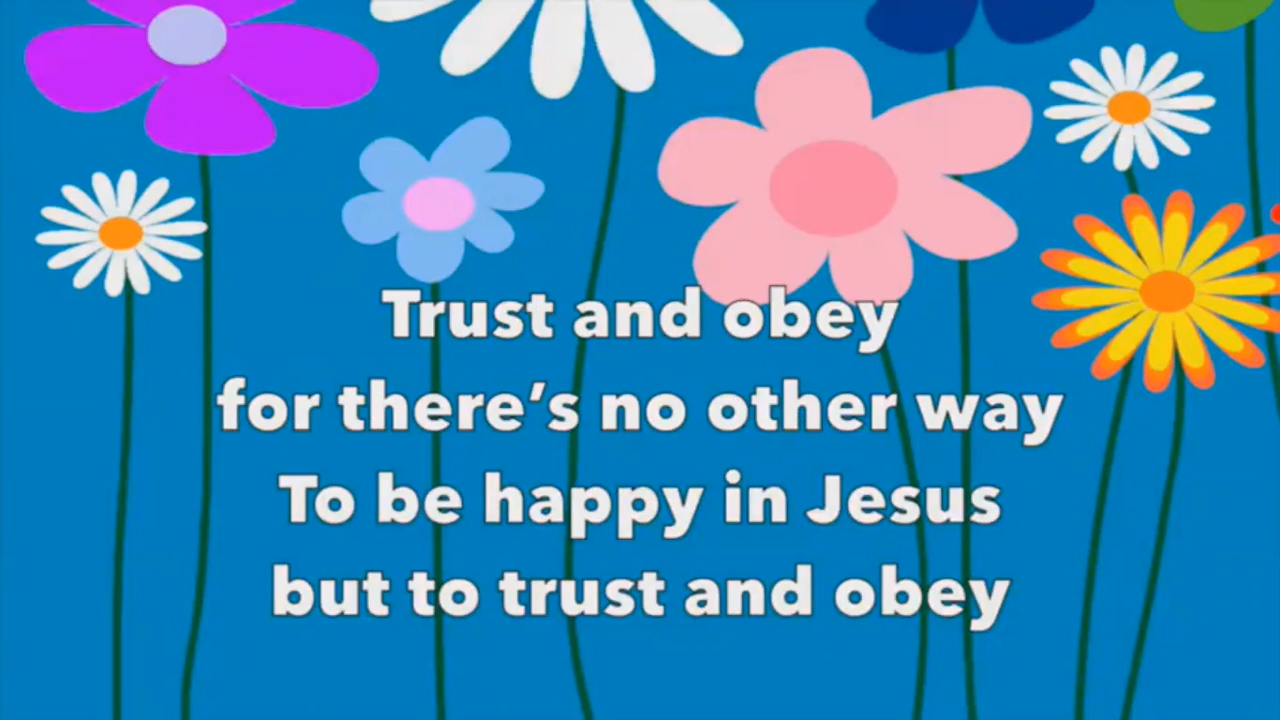 Trust and obey
for there’s no other way
To be happy in Jesus
but to trust and obey